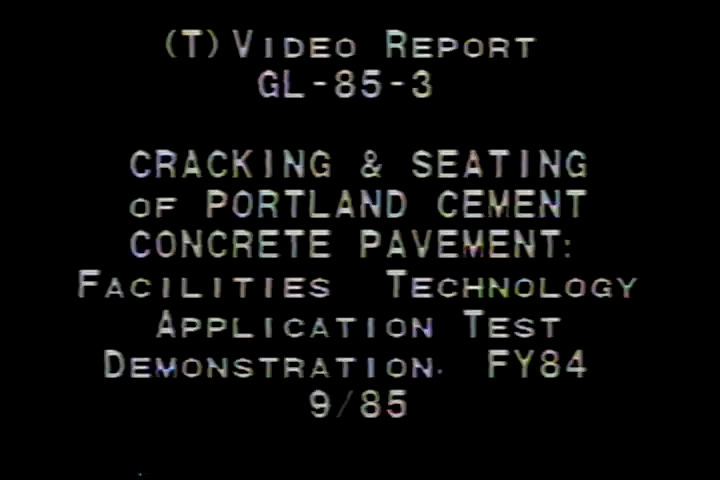 (T) VIDEO REPORT
GL-85-3
CRACKING & SEATING
OF PORTLAND CEMENT
CONCRETE PAVEMENT:
FACILITIES TECHNOLOGY
APPLICATION TEST
DEMONSTRATION. FY84
9/85